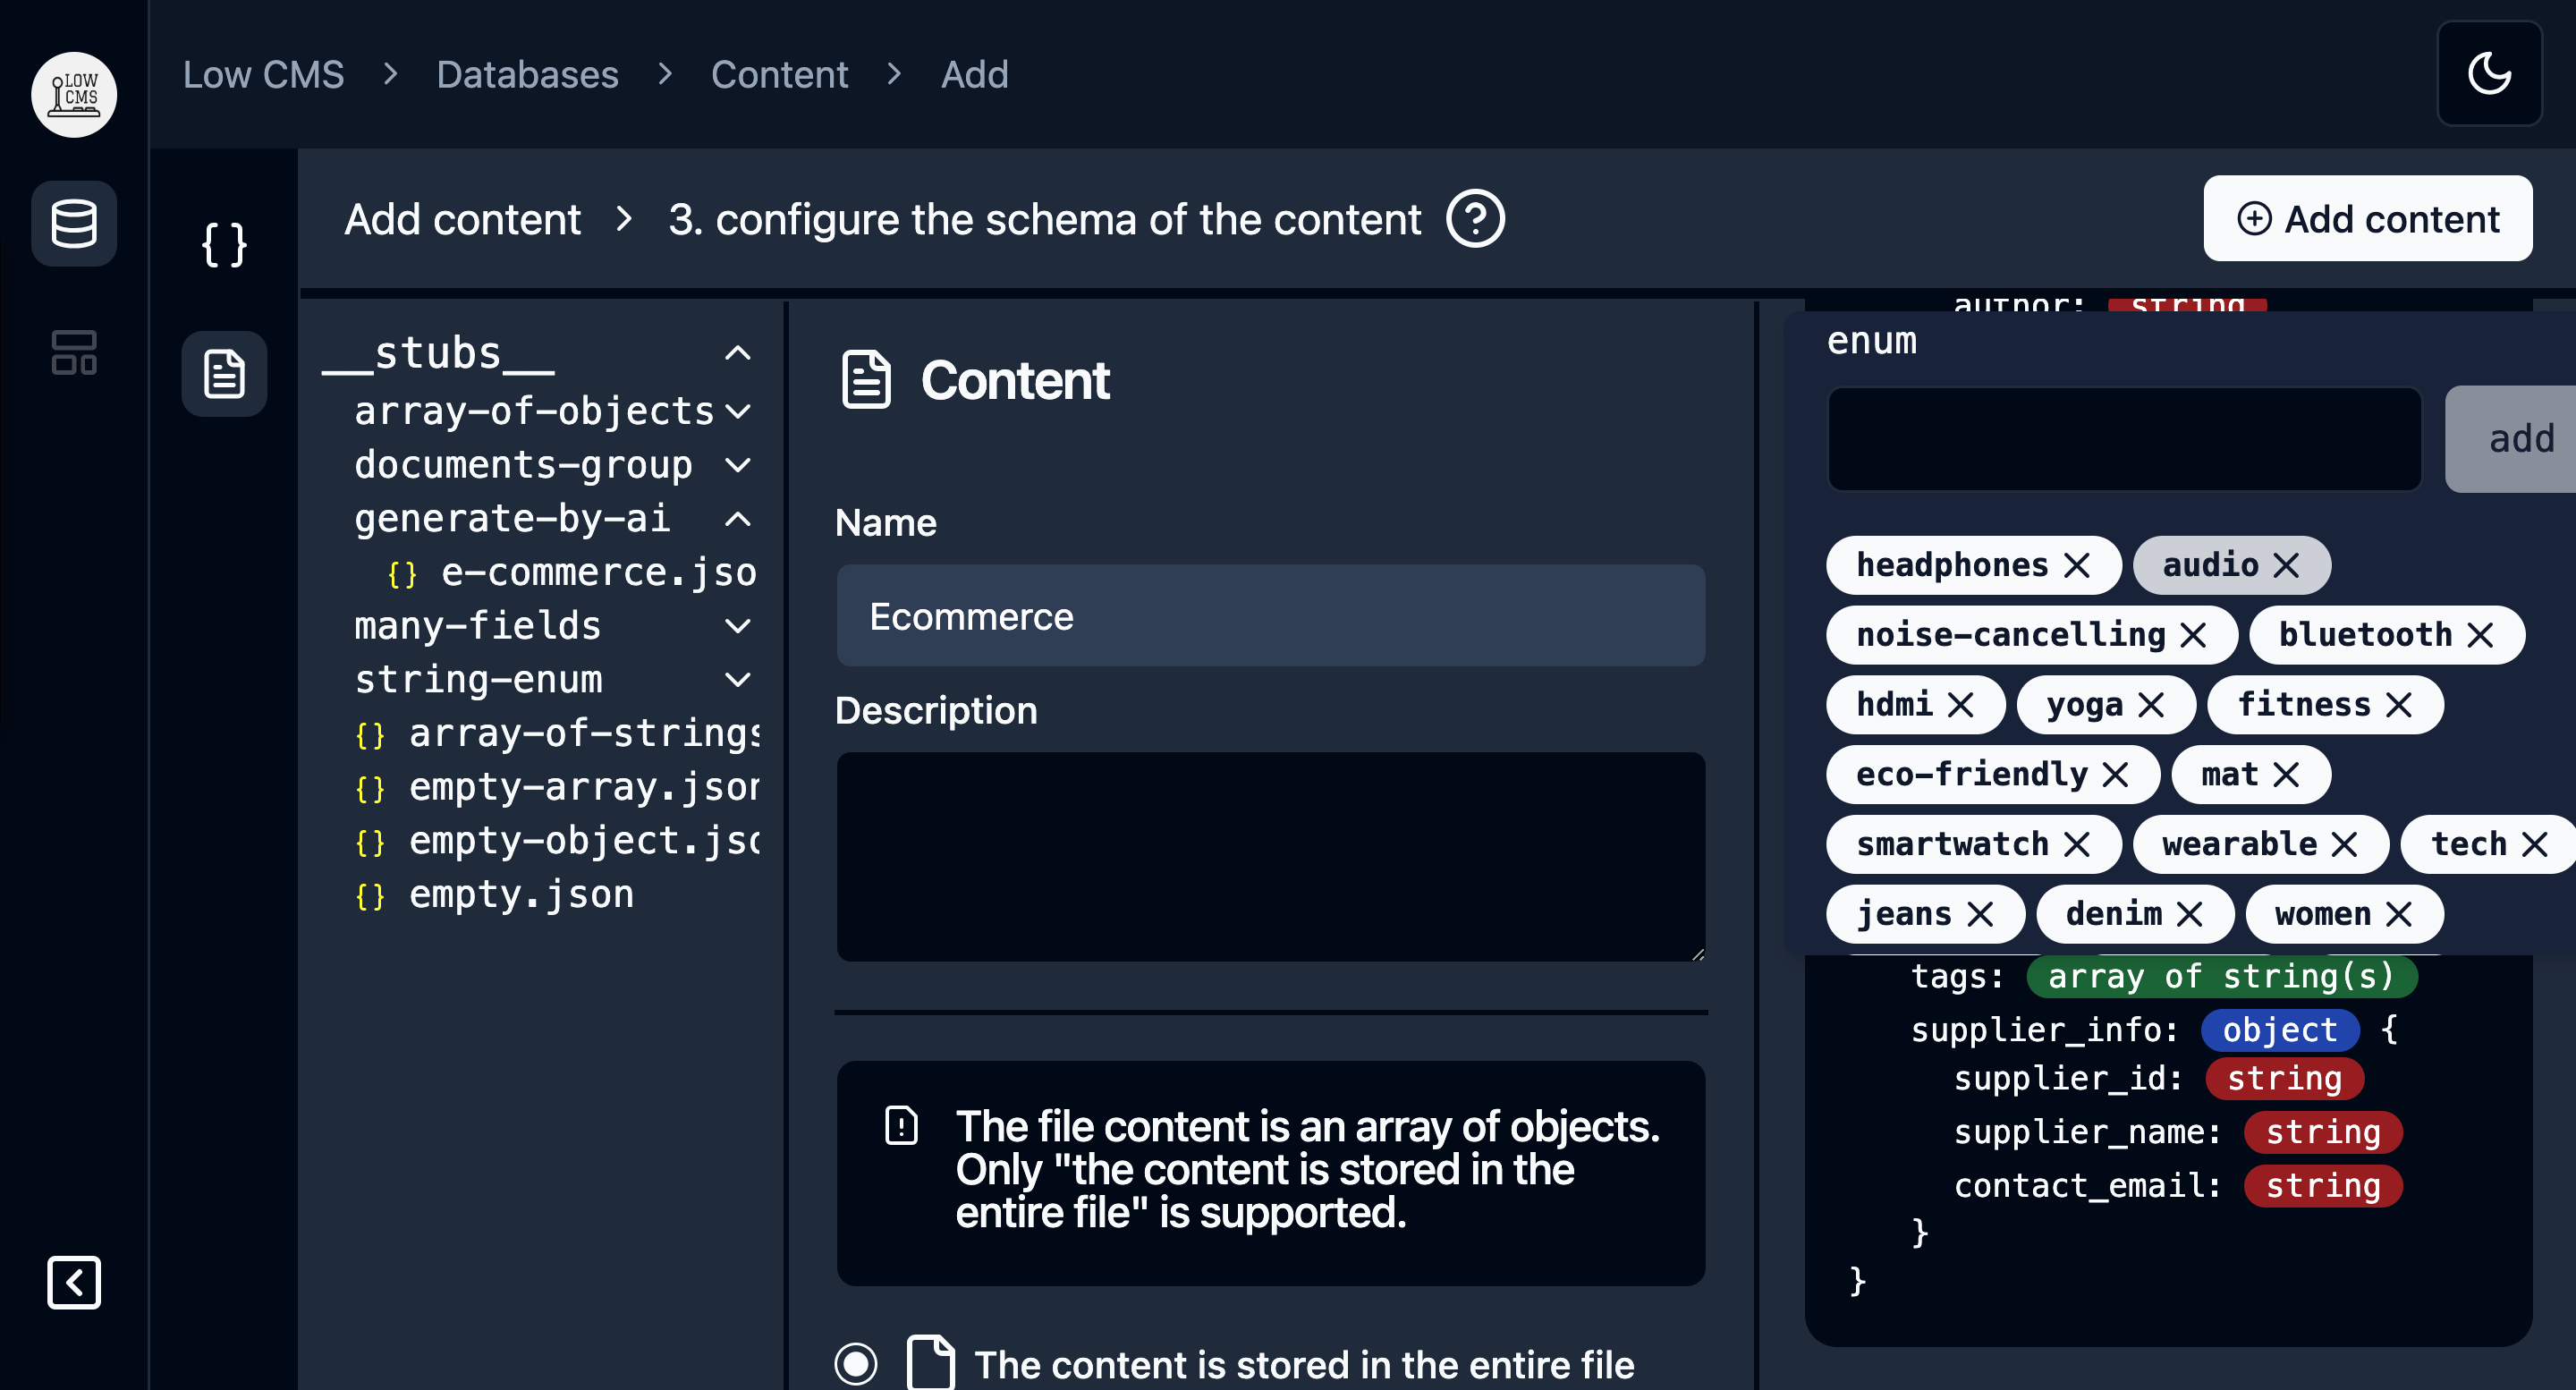 LOW
CMS
Low CMS > Databases > Content > Add
{}
Add content > 3. configure the schema of the content ?
Add content
__stubs__
array-of-objects
documents-group
generate-by-ai
{} e-commerce.jso
many-fields
string-enum
{} array-of-strings
{} empty-array.json
{} empty-object.jso
{} empty.json
Content
Name
Ecommerce
Description
The file content is an array of objects.
Only "the content is stored in the
entire file" is supported.
The content is stored in the entire file
author: string
enum
add
headphones × audio ×
noise-cancelling × bluetooth ×
hdmi × yoga × fitness ×
eco-friendly × mat ×
smartwatch × wearable × tech ×
jeans × denim × women ×
tags: array of string(s)
supplier_info: object {
supplier_id: string
supplier_name: string
contact_email: string
}
}